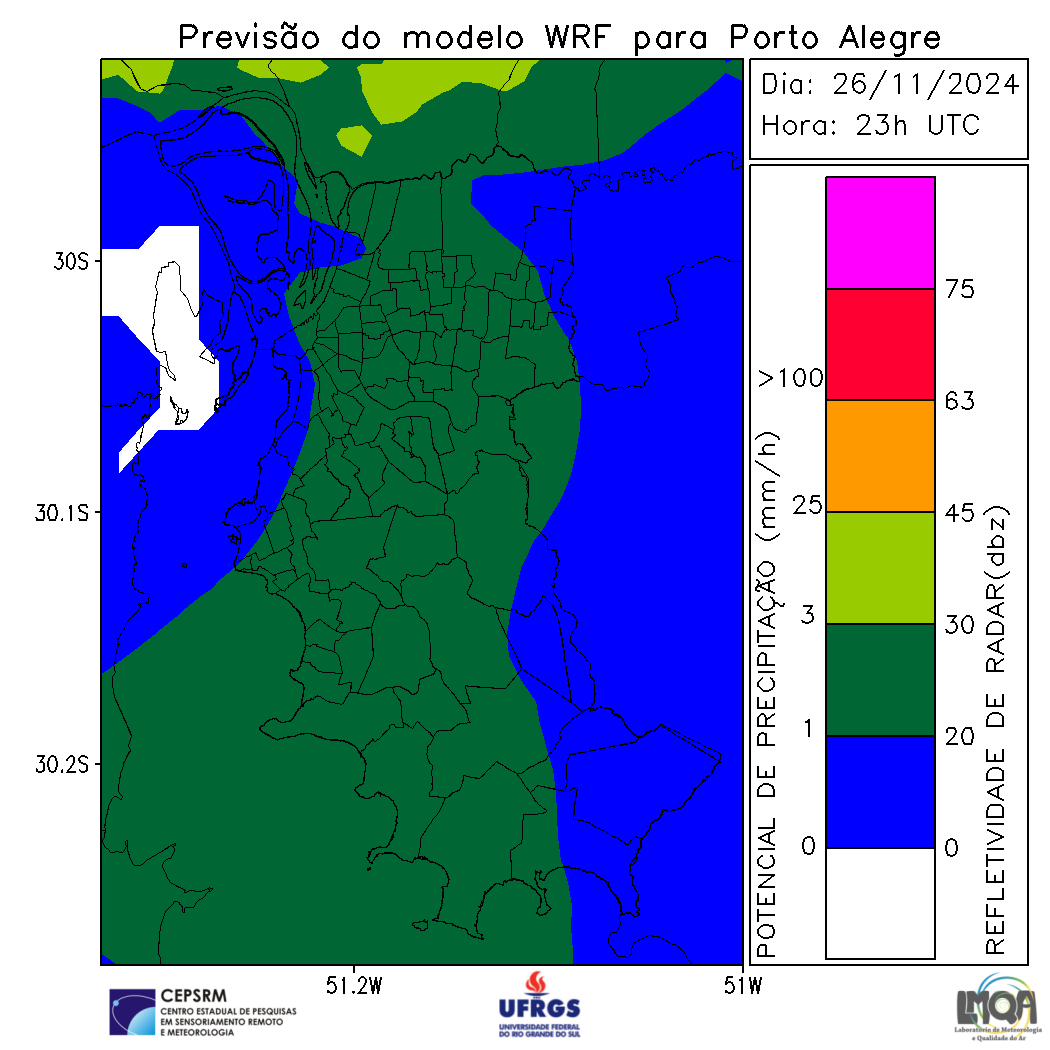 Previsão do modelo WRF para Porto Alegre
Dia: 26/11/2024
Hora: 23h UTC
30S
30.1S
30.2S
51.2W
51W
POTENCIAL DE PRECIPITAÇÃO (mm/h)
>100
25
3
1
0
75
63
45
30
20
0
REFLETIVIDADE DE RADAR(dbz)
CEPSRM
CENTRO ESTADUAL DE PESQUISAS
EM SENSORIAMENTO REMOTO
E METEOROLOGIA
UFRGS
UNIVERSIDADE FEDERAL
DO RIO GRANDE DO SUL
LMQA
Laboratório de Meteorologia
e Qualidade do Ar